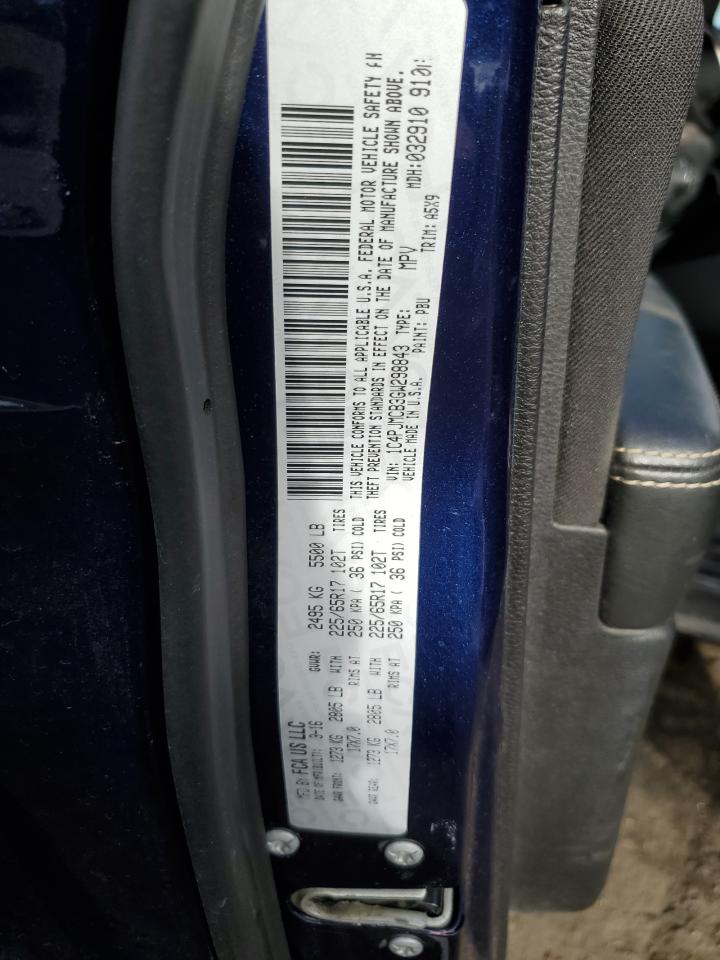 MFD BY FCA US LLC
DATE OF MFR(BUILT): 3-16 GVWR: 2495 KG 5500 LB
GAWR FRONT: 1273 KG 2805 LB WITH 225/65R17 102T TIRES
17X7.0 RIMS AT 250 KPA ( 36 PSI) COLD
GAWR REAR: 1273 KG 2805 LB WITH 225/65R17 102T TIRES
17X7.0 RIMS AT 250 KPA ( 36 PSI) COLD
THIS VEHICLE CONFORMS TO ALL APPLICABLE U.S.A. FEDERAL MOTOR VEHICLE SAFETY
THEFT PREVENTION STANDARDS IN EFFECT ON THE DATE OF MANUFACTURE SHOWN ABOVE.
VIN: 1C4PJMCB3GW298843 TYPE: MPV MDH:032910 910
VEHICLE MADE IN U.S.A. PAINT: PBU TRIM: A5X9